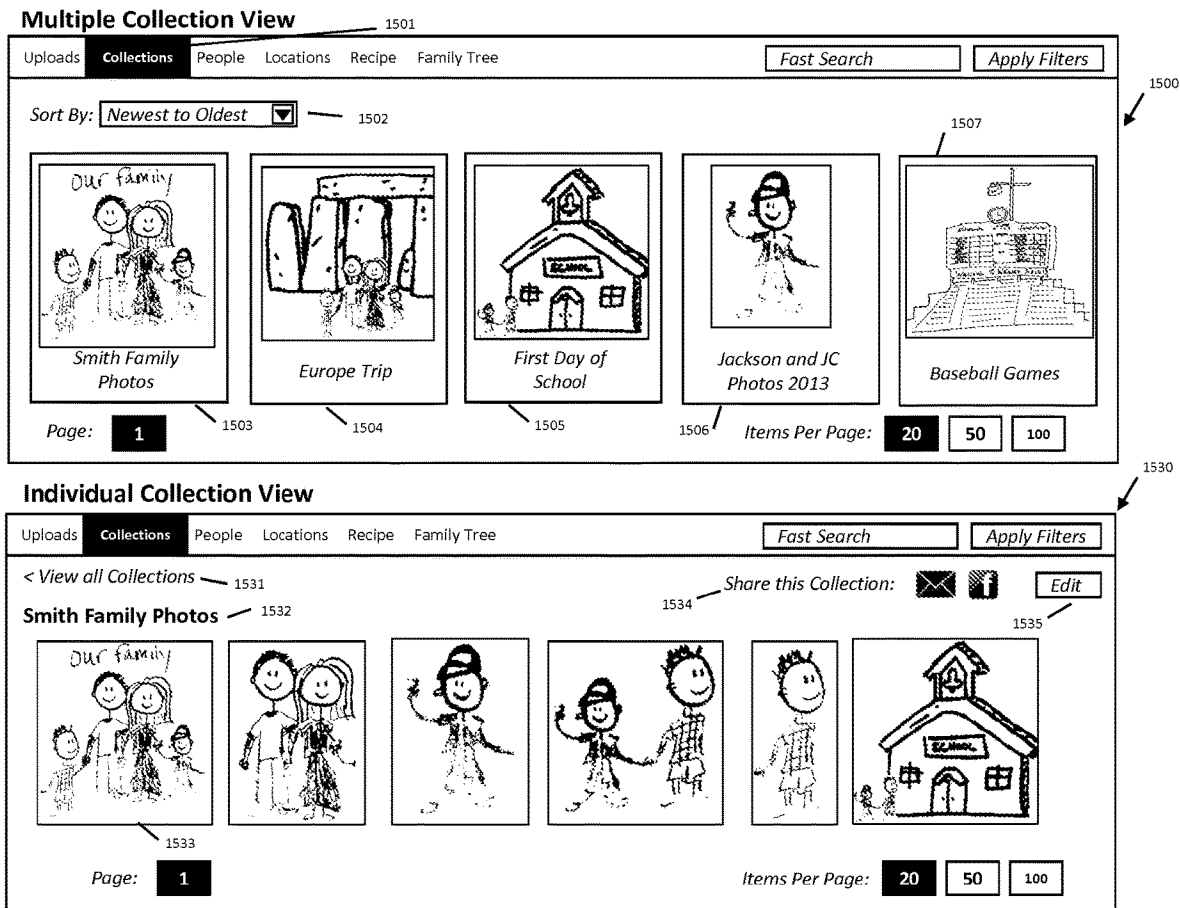 Multiple Collection View
1501
Uploads Collections People Locations Recipe Family Tree Fast Search Apply Filters
1500
Sort By: Newest to Oldest
1502
1507
our family
SCHOOL
Smith Family
Photos
Europe Trip
First Day of
School
Jackson and JC
Photos 2013
Baseball Games
1503
1504
1505
1506
Page: 1
Items Per Page: 20 50 100
1530
Individual Collection View
Uploads Collections People Locations Recipe Family Tree Fast Search Apply Filters
< View all Collections
1531
1534
Share this Collection: f Edit
Smith Family Photos
1532
1535
our family
SCHOOL
1533
Page: 1
Items Per Page: 20 50 100